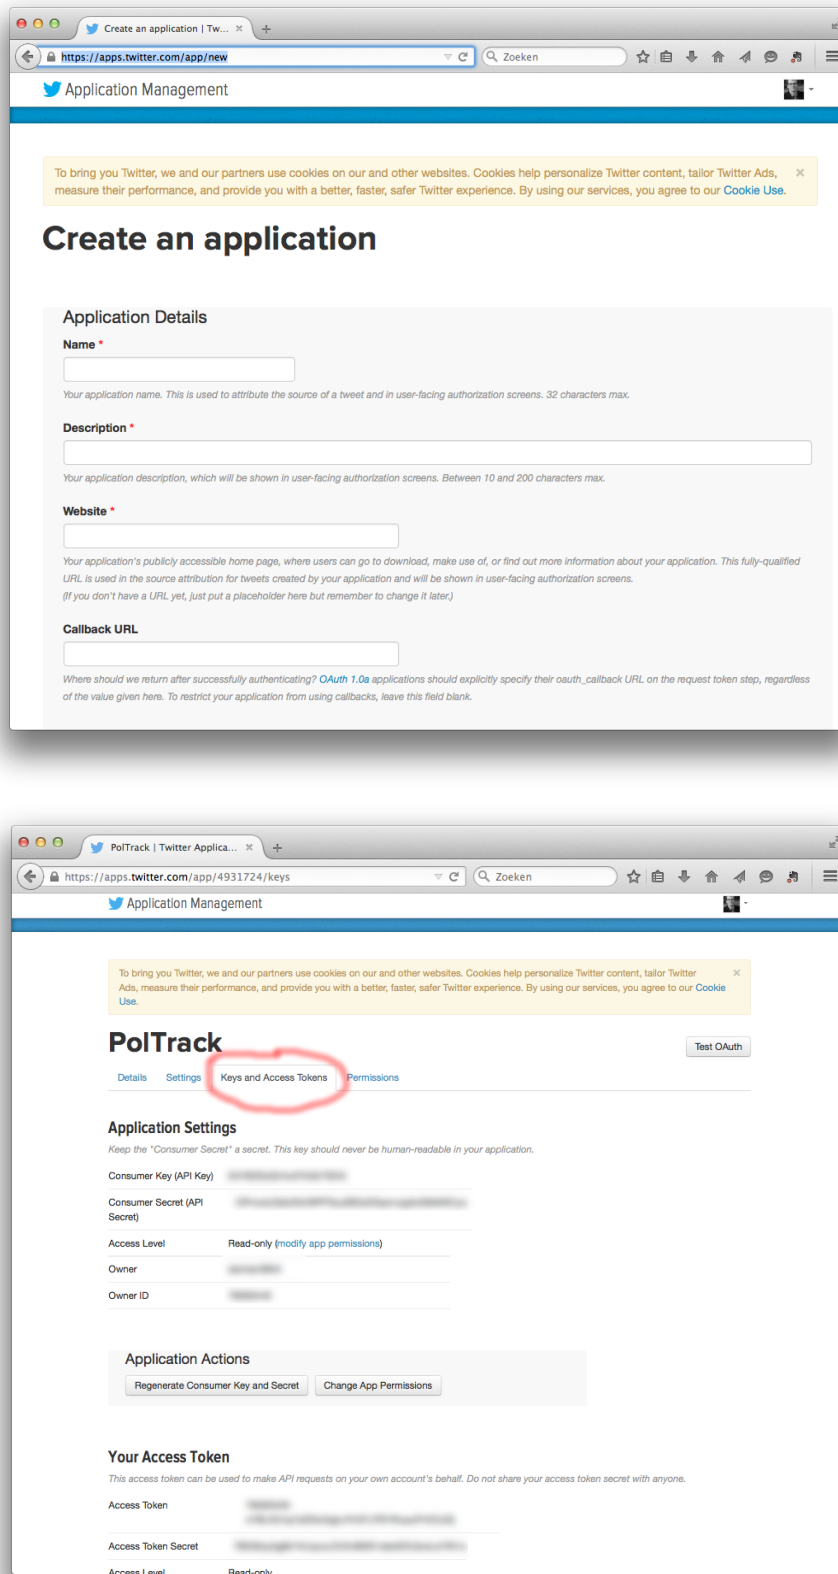 Create an application | Tw...
https://apps.twitter.com/app/new
Zoeken
Application Management
To bring you Twitter, we and our partners use cookies on our and other websites. Cookies help personalize Twitter content, tailor Twitter Ads,
measure their performance, and provide you with a better, faster, safer Twitter experience. By using our services, you agree to our Cookie Use.
Create an application
Application Details
Name *
Your application name. This is used to attribute the source of a tweet and in user-facing authorization screens. 32 characters max.
Description *
Your application description, which will be shown in user-facing authorization screens. Between 10 and 200 characters max.
Website *
Your application's publicly accessible home page, where users can go to download, make use of, or find out more information about your application. This fully-qualified
URL is used in the source attribution for tweets created by your application and will be shown in user-facing authorization screens.
(If you don't have a URL yet, just put a placeholder here but remember to change it later.)
Callback URL
Where should we return after successfully authenticating? OAuth 1.0a applications should explicitly specify their oauth_callback URL on the request token step, regardless
of the value given here. To restrict your application from using callbacks, leave this field blank.
PolTrack | Twitter Applica...
https://apps.twitter.com/app/4931724/keys
Zoeken
Application Management
To bring you Twitter, we and our partners use cookies on our and other websites. Cookies help personalize Twitter content, tailor Twitter
Ads, measure their performance, and provide you with a better, faster, safer Twitter experience. By using our services, you agree to our Cookie
Use.
PolTrack
Test OAuth
Details Settings Keys and Access Tokens Permissions
Application Settings
Keep the "Consumer Secret" a secret. This key should never be human-readable in your application.
Consumer Key (API Key)
Consumer Secret (API
Secret)
Access Level Read-only (modify app permissions)
Owner
Owner ID
Application Actions
Regenerate Consumer Key and Secret Change App Permissions
Your Access Token
This access token can be used to make API requests on your own account's behalf. Do not share your access token secret with anyone.
Access Token
Access Token Secret
Access Level Read-only